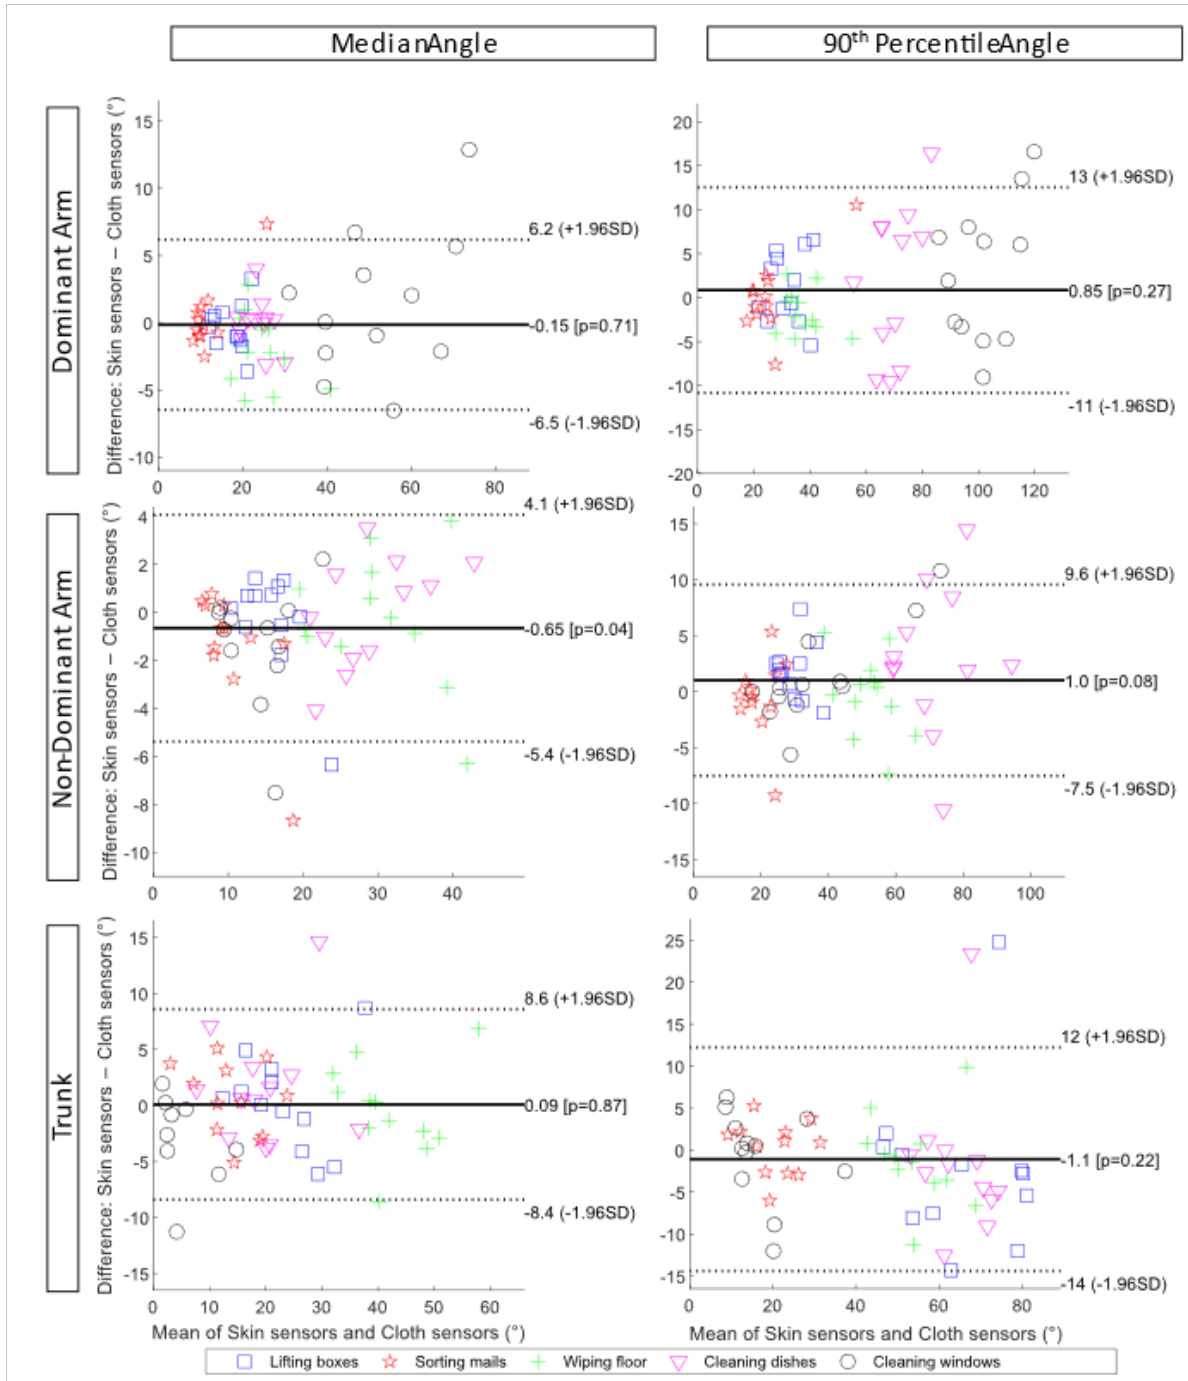 MedianAngle
90th PercentileAngle
Dominant Arm
Difference: Skin sensors – Cloth sensors (°)
15
10
5
0
-5
-10
0 20 40 60 80
6.2 (+1.96SD)
-0.15 [p=0.71]
-6.5 (-1.96SD)
20
15
10
5
0
-5
-10
-15
-20
0 20 40 60 80 100 120
13 (+1.96SD)
0.85 [p=0.27]
-11 (-1.96SD)
Non-Dominant Arm
Difference: Skin sensors – Cloth sensors (°)
4
2
0
-2
-4
-6
-8
-10
0 10 20 30 40
4.1 (+1.96SD)
-0.65 [p=0.04]
-5.4 (-1.96SD)
15
10
5
0
-5
-10
-15
0 20 40 60 80 100
9.6 (+1.96SD)
1.0 [p=0.08]
-7.5 (-1.96SD)
Trunk
Difference: Skin sensors – Cloth sensors (°)
15
10
5
0
-5
-10
-15
0 10 20 30 40 50 60
Mean of Skin sensors and Cloth sensors (°)
8.6 (+1.96SD)
0.09 [p=0.87]
-8.4 (-1.96SD)
25
20
15
10
5
0
-5
-10
-15
0 20 40 60 80
Mean of Skin sensors and Cloth sensors (°)
12 (+1.96SD)
-1.1 [p=0.22]
-14 (-1.96SD)
Lifting boxes Sorting mails Wiping floor Cleaning dishes Cleaning windows